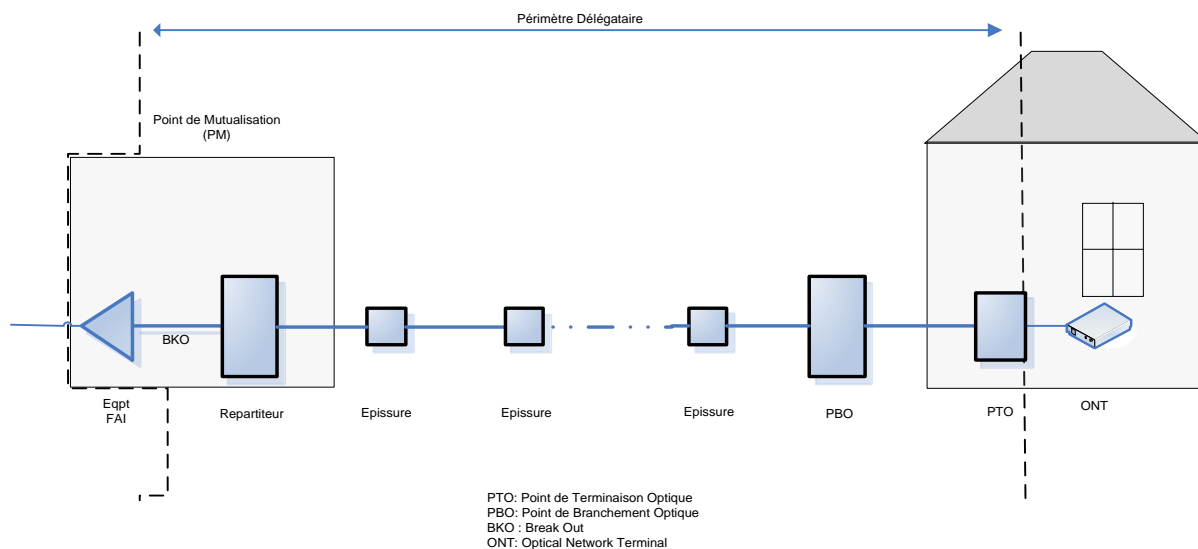 Périmètre Délégataire
Point de Mutualisation
(PM)
BKO
Eqpt
FAI
Repartiteur
Epissure
Epissure
Epissure
PBO
PTO
ONT
PTO: Point de Terminaison Optique
PBO: Point de Branchement Optique
BKO : Break Out
ONT: Optical Network Terminal